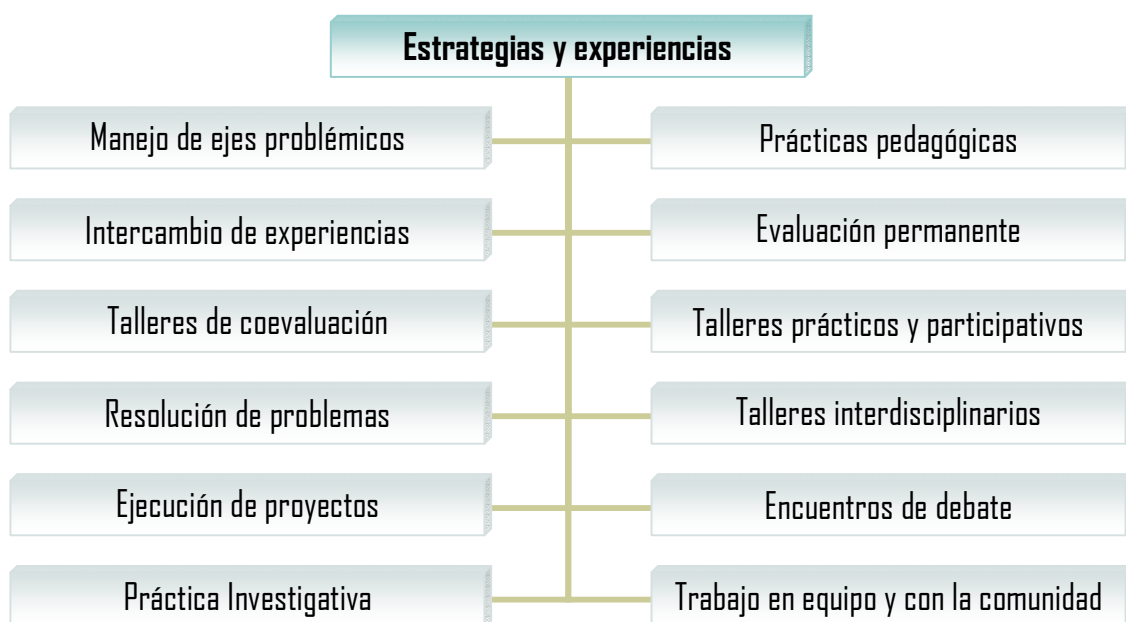 Estrategias y experiencias
Manejo de ejes problémicos
Prácticas pedagógicas
Intercambio de experiencias
Evaluación permanente
Talleres de coevaluación
Talleres prácticos y participativos
Resolución de problemas
Talleres interdisciplinarios
Ejecución de proyectos
Encuentros de debate
Práctica Investigativa
Trabajo en equipo y con la comunidad